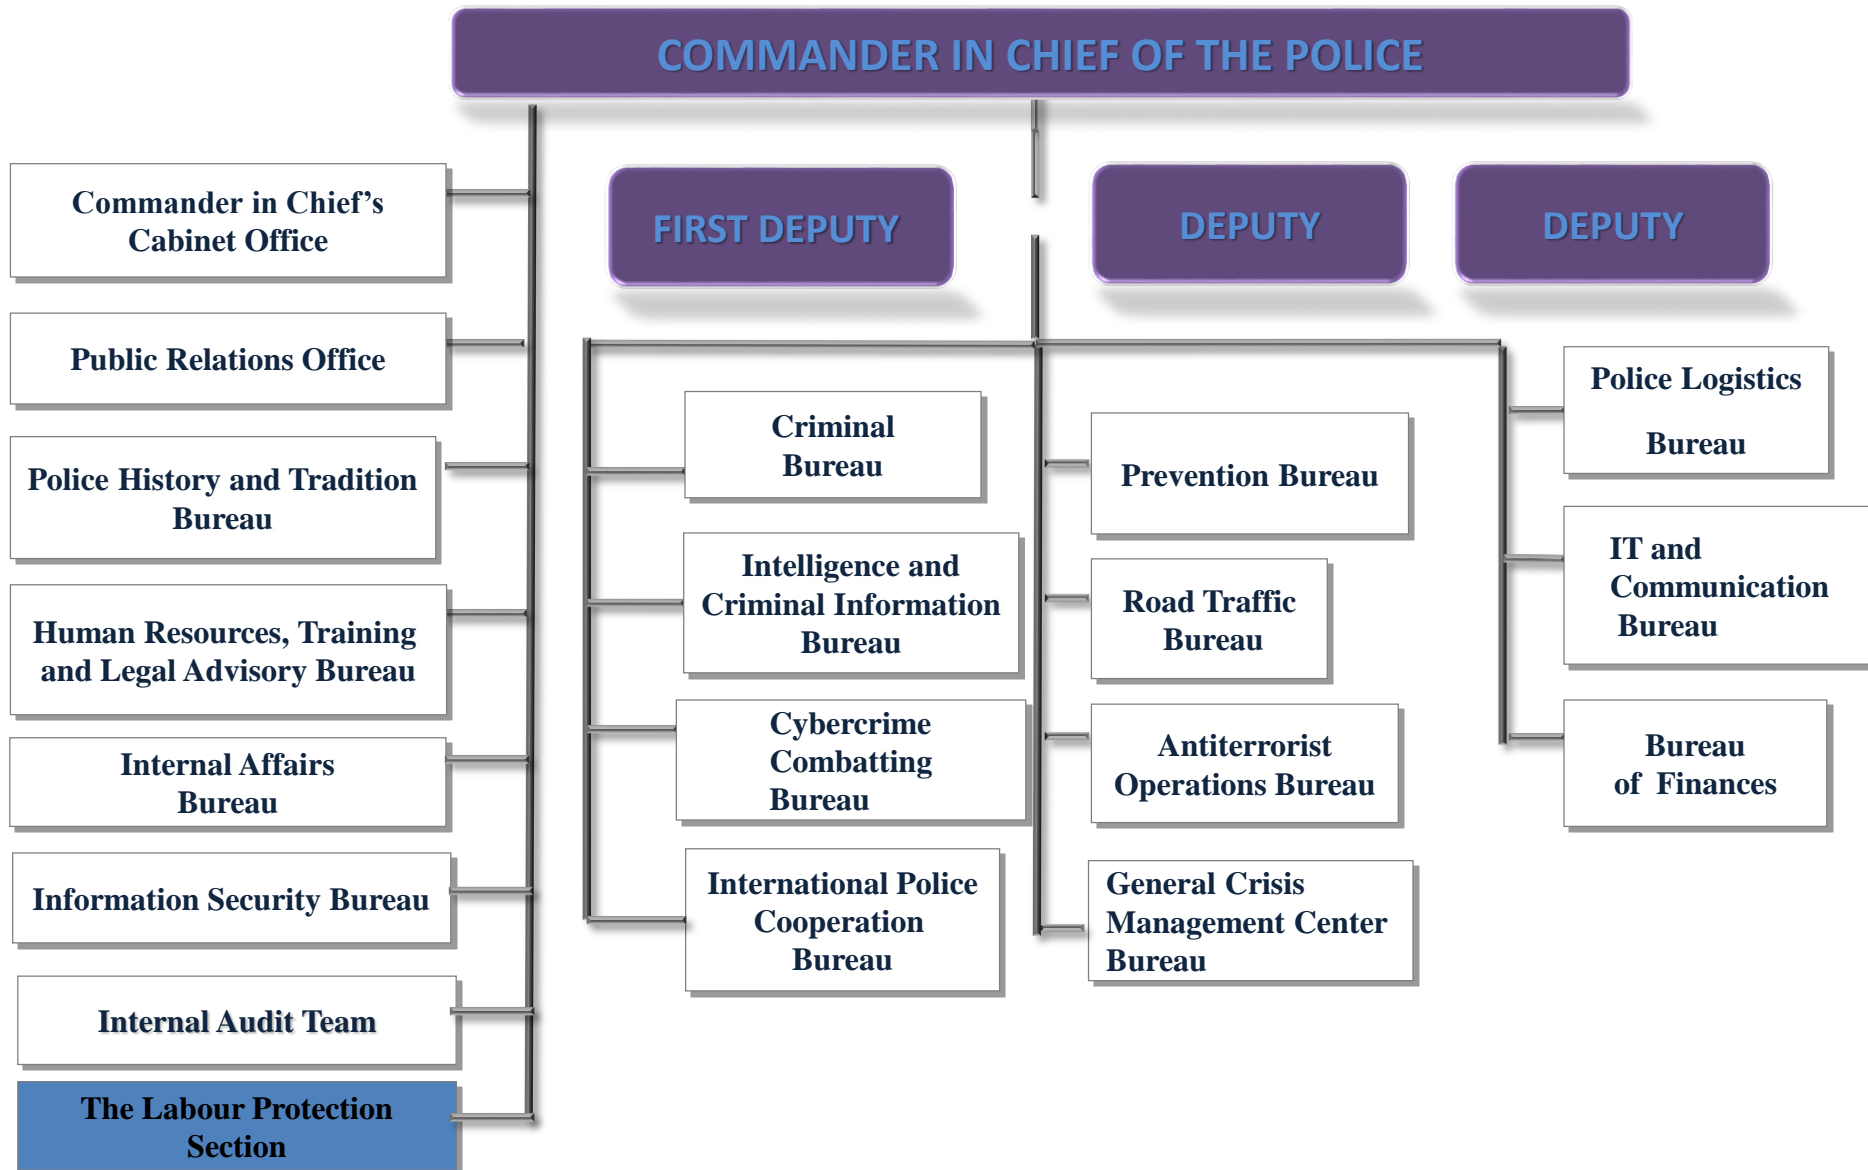 COMMANDER IN CHIEF OF THE POLICE
FIRST DEPUTY
DEPUTY
DEPUTY
Commander in Chief’s
Cabinet Office
Public Relations Office
Police History and Tradition
Bureau
Human Resources, Training
and Legal Advisory Bureau
Internal Affairs
Bureau
Information Security Bureau
Internal Audit Team
The Labour Protection
Section
Criminal
Bureau
Intelligence and
Criminal Information
Bureau
Cybercrime
Combatting
Bureau
International Police
Cooperation
Bureau
Prevention Bureau
Road Traffic
Bureau
Antiterrorist
Operations Bureau
General Crisis
Management Center
Bureau
Police Logistics
Bureau
IT and
Communication
Bureau
Bureau
of Finances